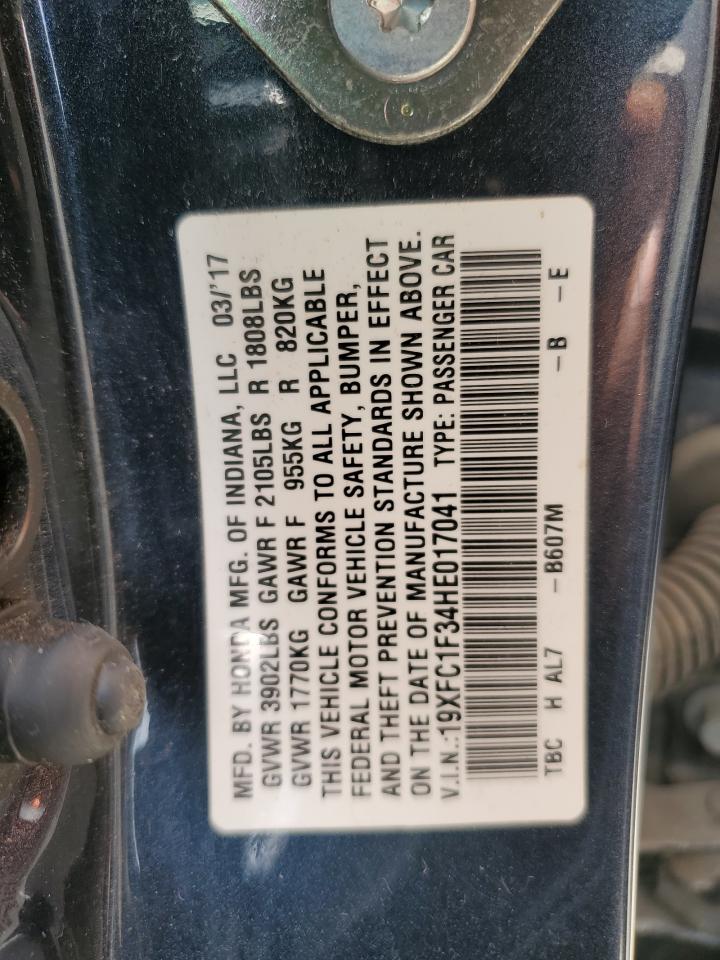 MFD. BY HONDA MFG. OF INDIANA, LLC 03/'17
GVWR 3902LBS GAWR F 2105LBS R 1808LBS
GVWR 1770KG GAWR F 955KG R 820KG
THIS VEHICLE CONFORMS TO ALL APPLICABLE
FEDERAL MOTOR VEHICLE SAFETY, BUMPER,
AND THEFT PREVENTION STANDARDS IN EFFECT
ON THE DATE OF MANUFACTURE SHOWN ABOVE.
V.I.N.:19XFC1F34HE017041 TYPE: PASSENGER CAR
TBC H AL7 - B607M -B -E